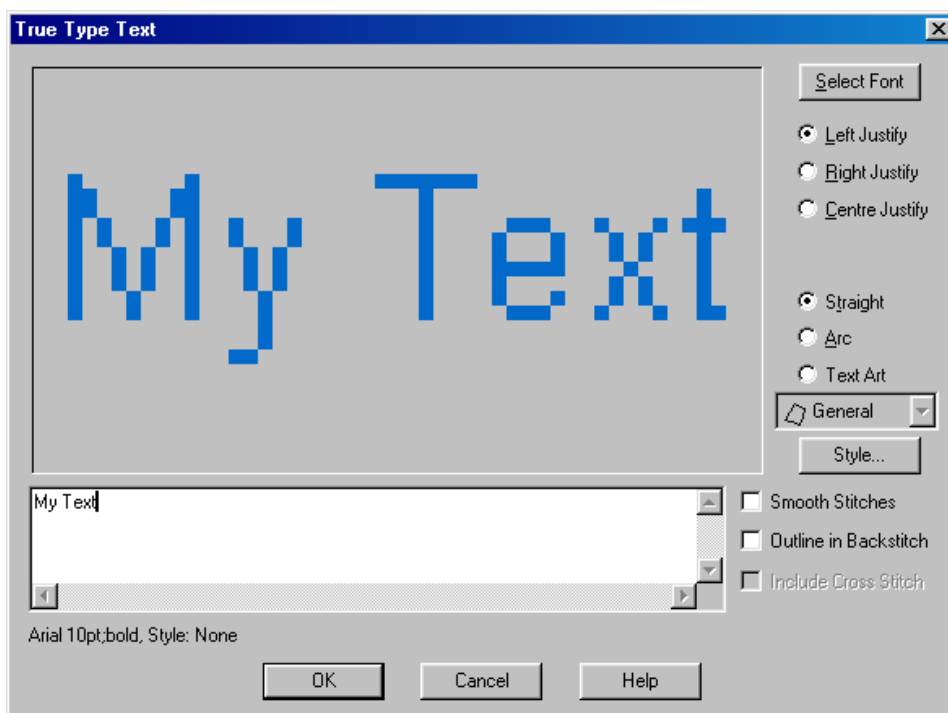 True Type Text
My Text
Select Font
Left Justify
Right Justify
Centre Justify
Straight
Arc
Text Art
General
Style...
My Text
Smooth Stitches
Outline in Backstitch
Include Cross Stitch
Arial 10pt;bold, Style: None
OK Cancel Help